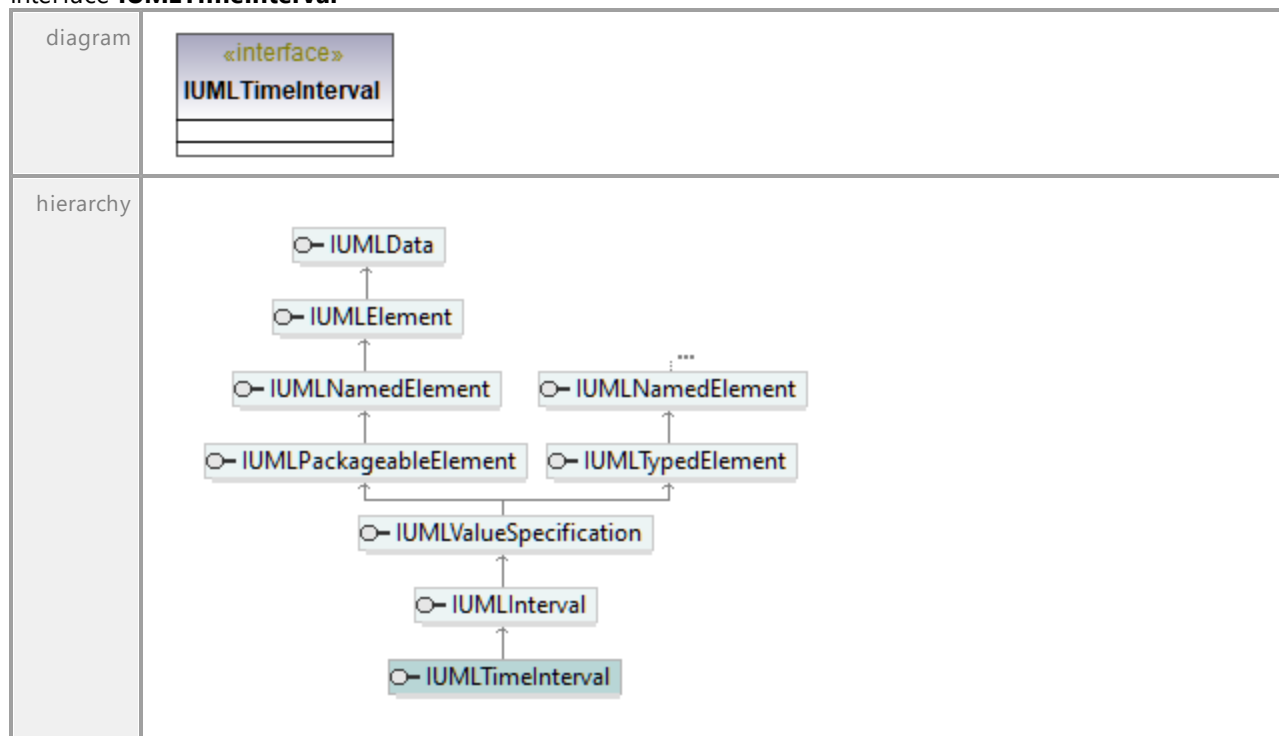 interface IUMLTimeInterval
diagram
«interface»
IUMLTimeInterval
hierarchy
IUMLData
IUMLElement
...
IUMLNamedElement IUMLNamedElement
IUMLPackageableElement IUMLTypedElement
IUMLValueSpecification
IUMLInterval
IUMLTimeInterval